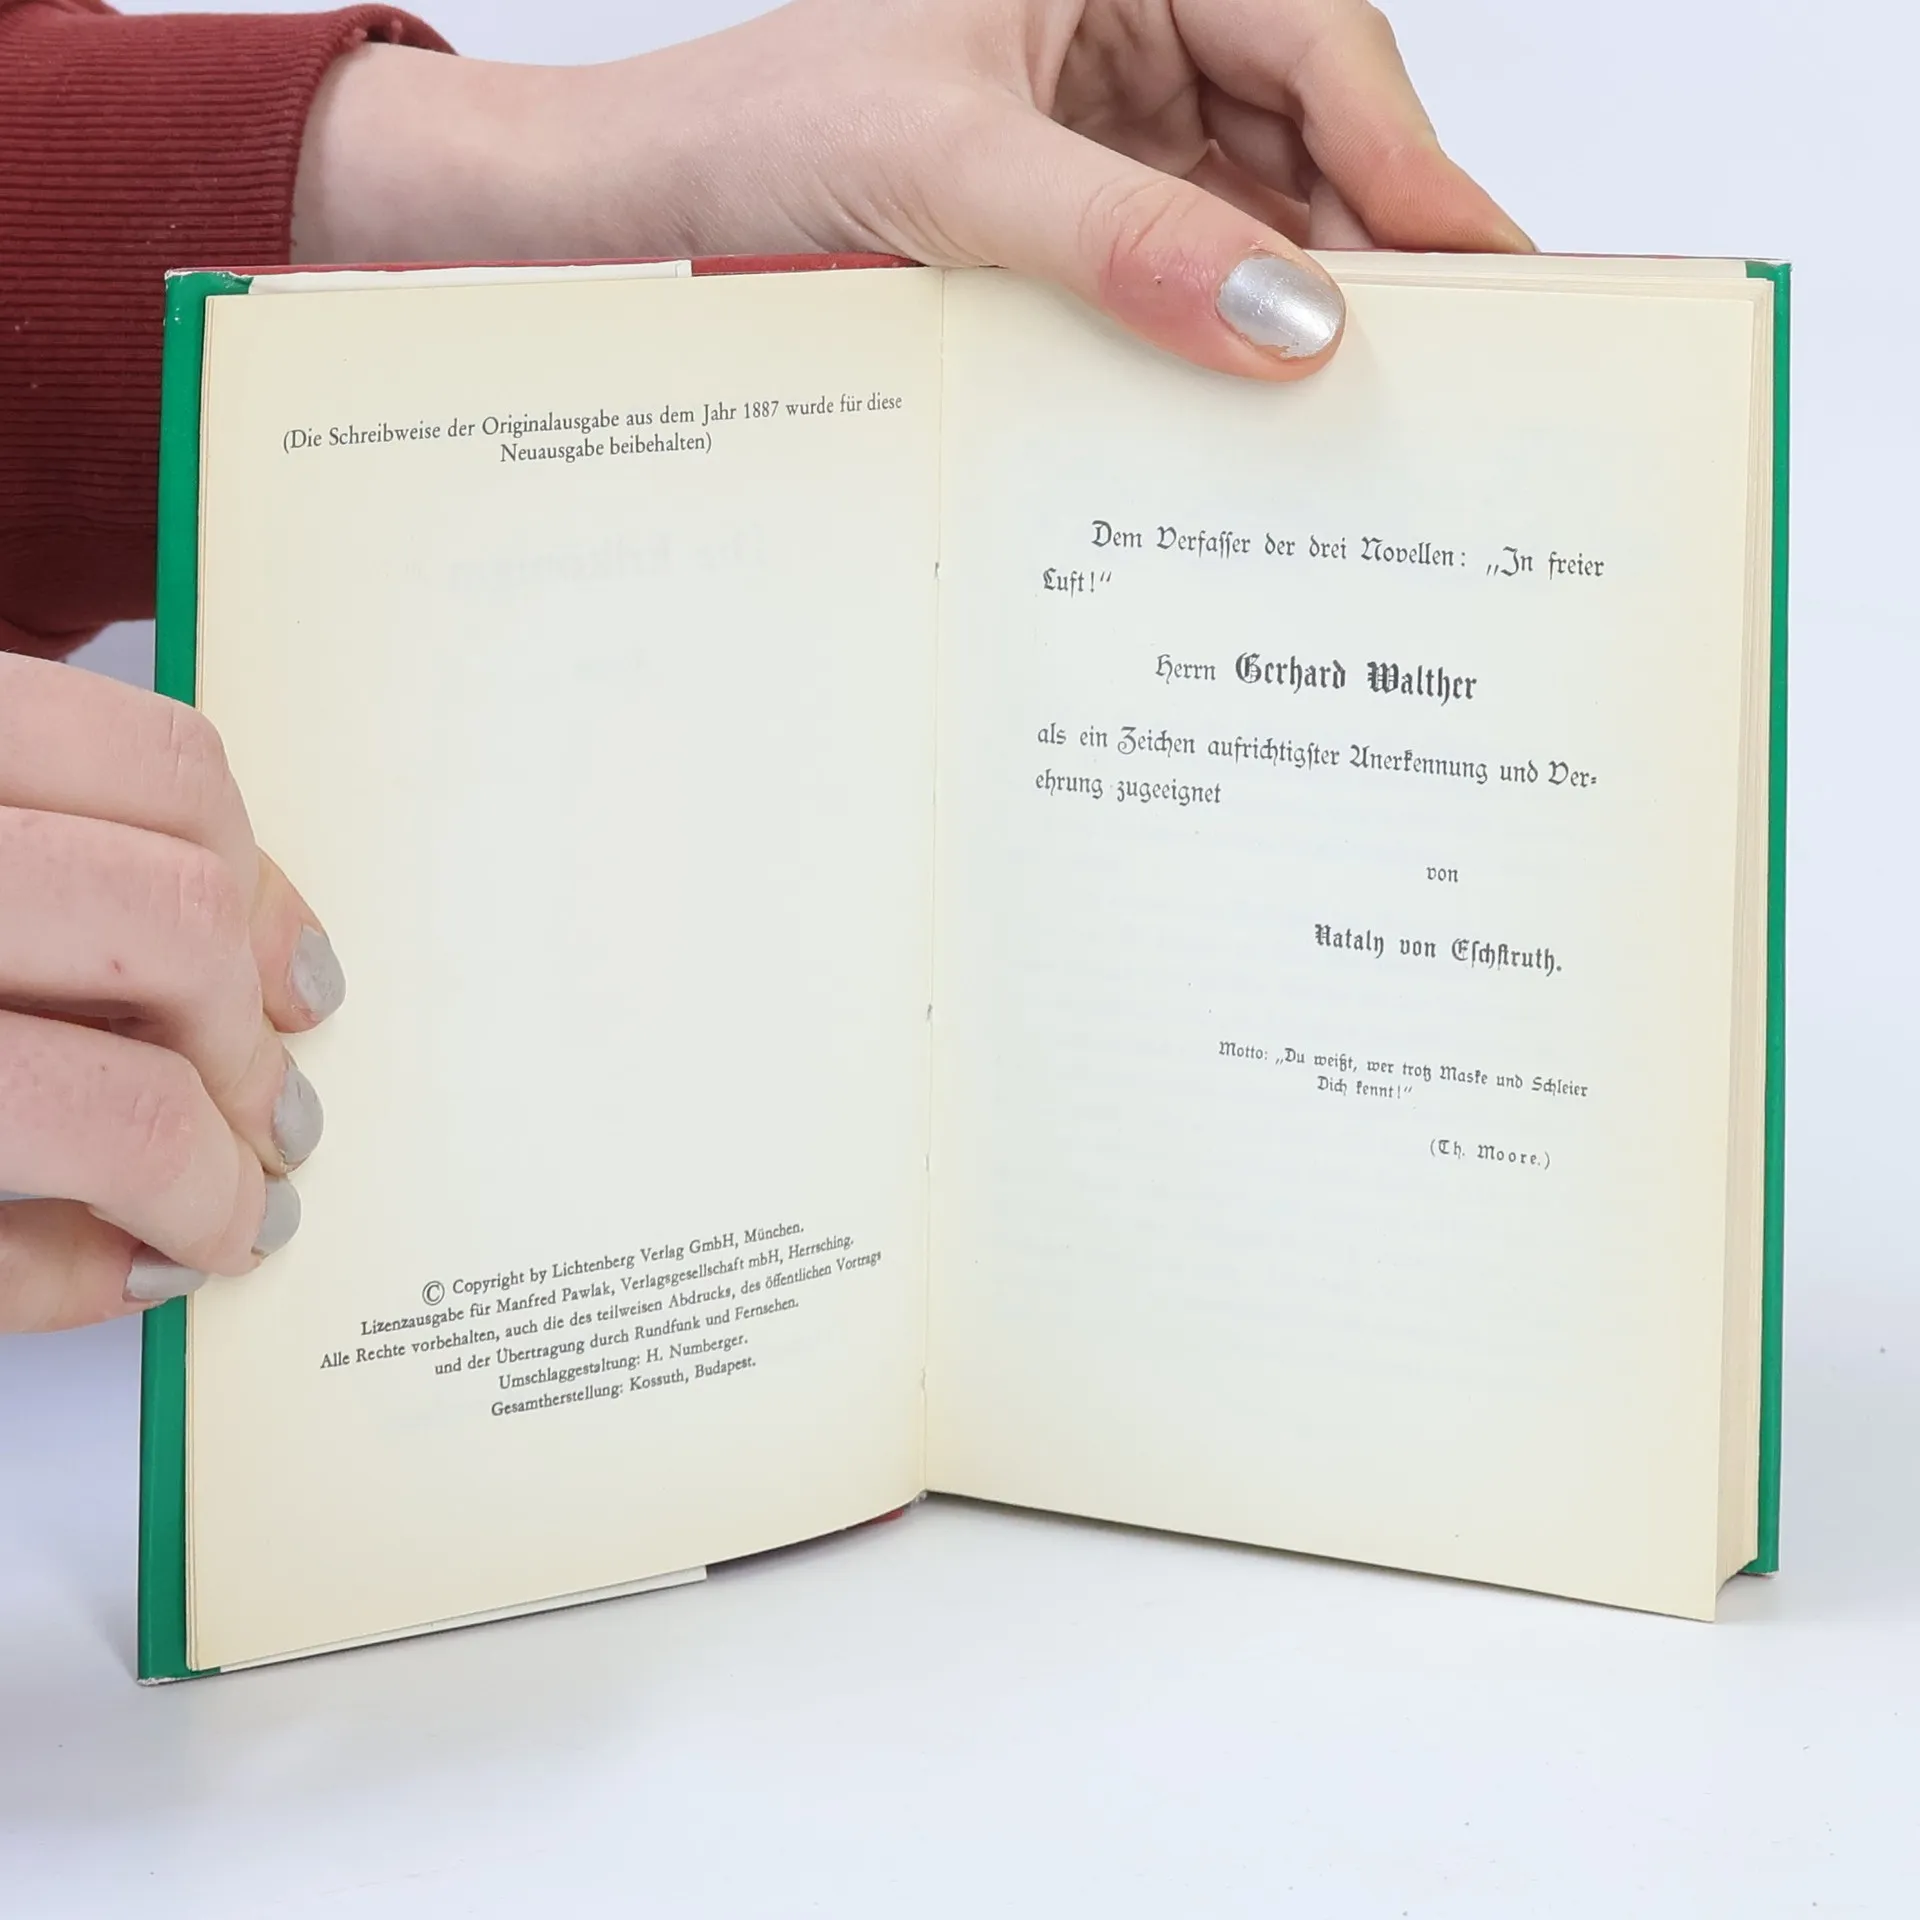 (Die Schreibweise der Originalausgabe aus dem Jahr 1887 wurde für diese
Neuausgabe beibehalten)
© Copyright by Lichtenberg Verlag GmbH, München.
Lizenzausgabe für Manfred Pawlak, Verlagsgesellschaft mbH, Herrsching.
Alle Rechte vorbehalten, auch die des teilweisen Abdrucks, des öffentlichen Vortrags
und der Übertragung durch Rundfunk und Fernsehen.
Umschlaggestaltung: H. Numberger.
Gesamtherstellung: Kossuth, Budapest.
Dem Verfasser der drei Novellen: „In freier
Luft!“
Herrn Gerhard Walther
als ein Zeichen aufrichtigster Anerkennung und Ver-
ehrung zugeeignet
von
Nataly von Eschstruth.
Motto: „Du weißt, wer trotz Maske und Schleier
Dich kennt!“
(Th. Moore.)